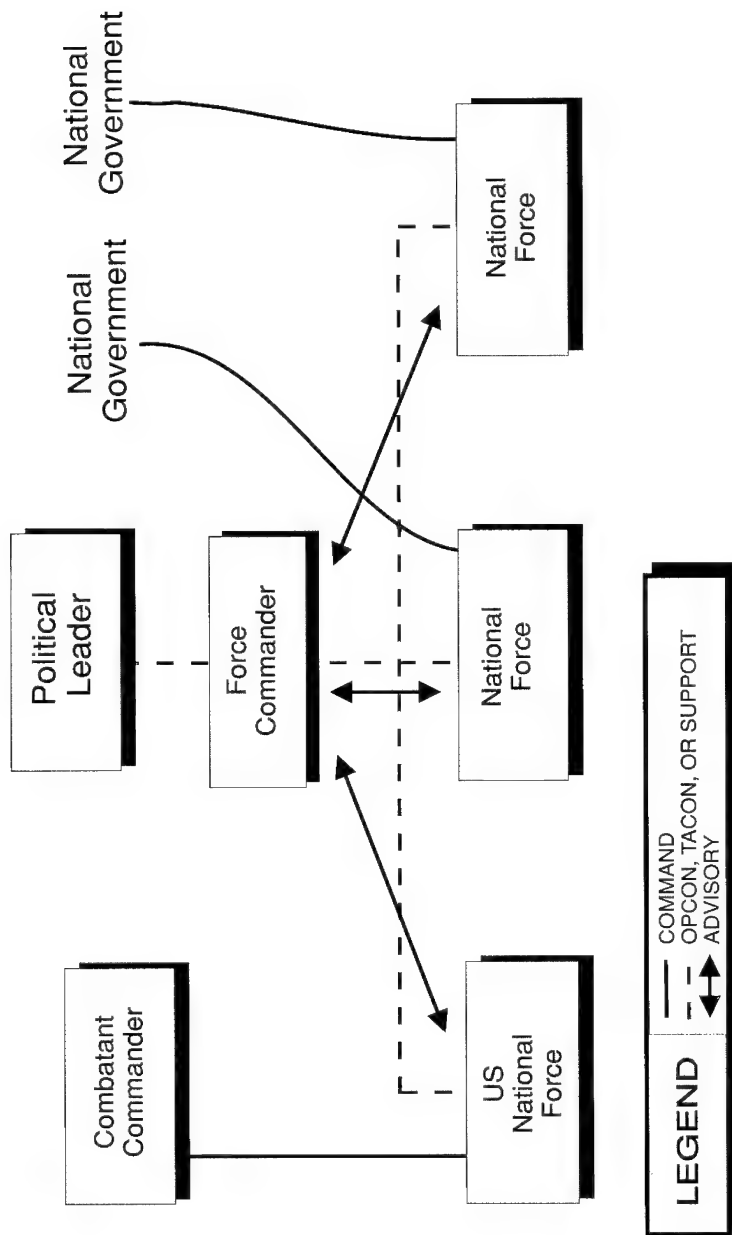 Combatant
Commander
Political
Leader
National
Government
National
Government
Force
Commander
US
National
Force
National
Force
National
Force
LEGEND
COMMAND
OPCON, TACON, OR SUPPORT
ADVISORY